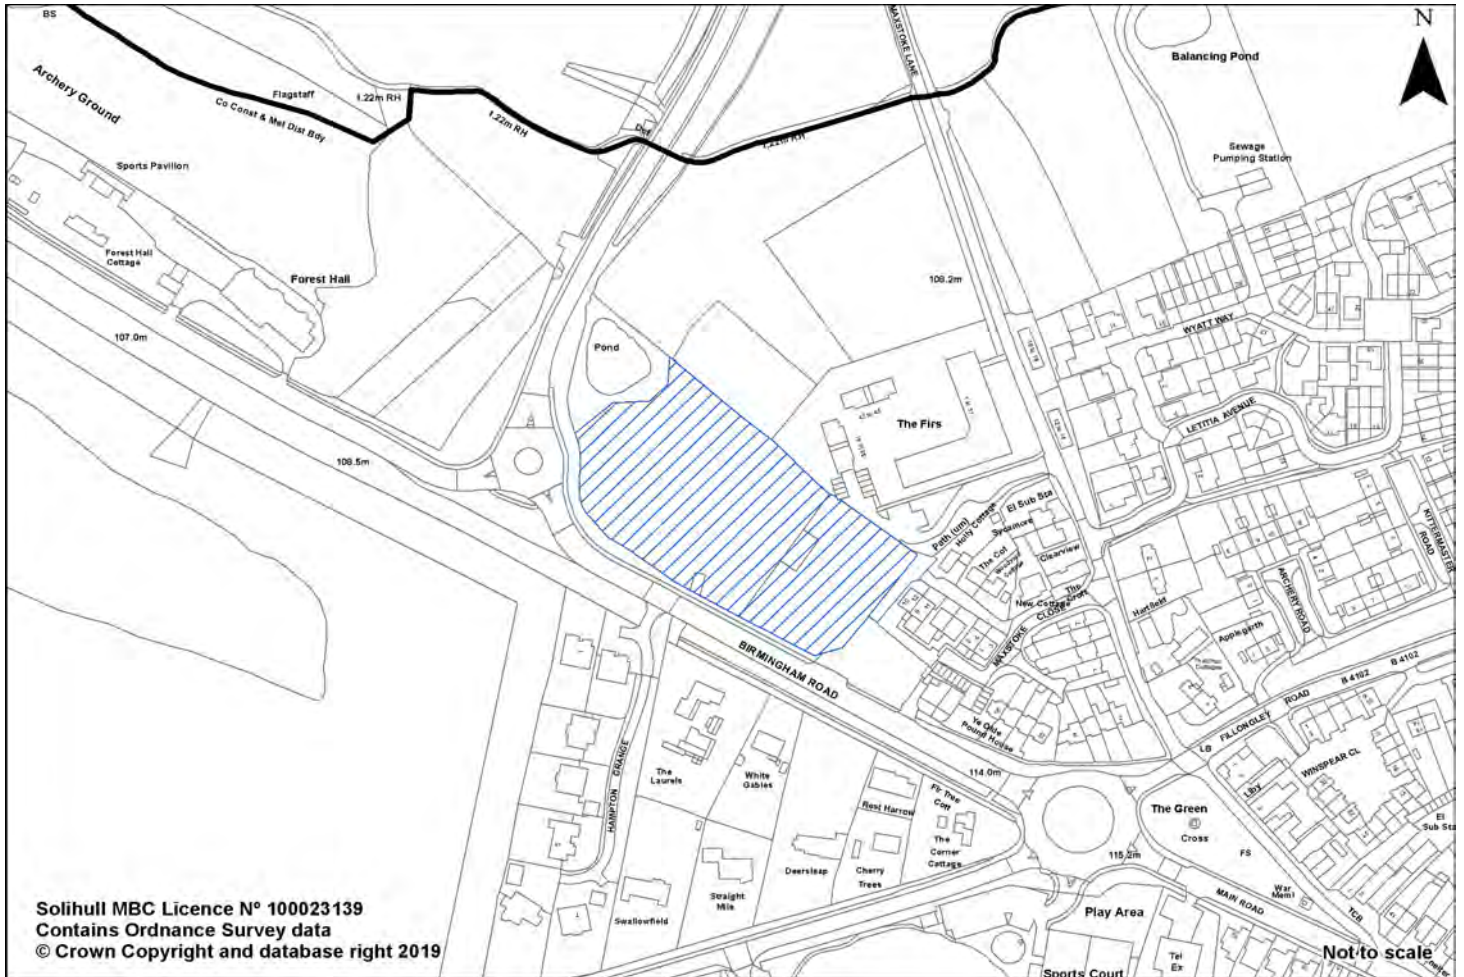 BS
MAXSTOKE LANE
N
Balancing Pond
Archery Ground
Flagstaff
1.22m RH
Co Const & Met Dist Bdy
1.22m RH
Def
1.22m RH
Sports Pavilion
Sewage
Pumping Station
Forest Hall
Cottage
Forest Hall
108.2m
107.0m
WYATT WAY
Pond
LETITIA AVENUE
The Firs
108.5m
El Sub Sta
Path (um)
Holly Cottage
Sycamore
The Cot
Clearview
KITTERMASTER
ROAD
New Cottage
The
Croft
MAXSTOKE CLOSE
Hartfield
ARCHERY ROAD
Applegarth
BIRMINGHAM ROAD
B 4102
B 4102
FILLONGLEY ROAD
HAMPTON GRANGE
Ye Olde
Pound House
LB
WINSPEAR CL
The
Laurels
White
Gables
114.0m
Liby
Rest Harrow
Fir Tree
Cott
The Green
Cross
El
Sub Sta
The
Corner
Cottage
115.2m
FS
Deersleap
Cherry
Trees
Straight
Mile
Swallowfield
War
Meml
MAIN ROAD
TCB
Play Area
Tel
Ex
Sports Court
Solihull MBC Licence Nº 100023139
Contains Ordnance Survey data
© Crown Copyright and database right 2019
Not to scale